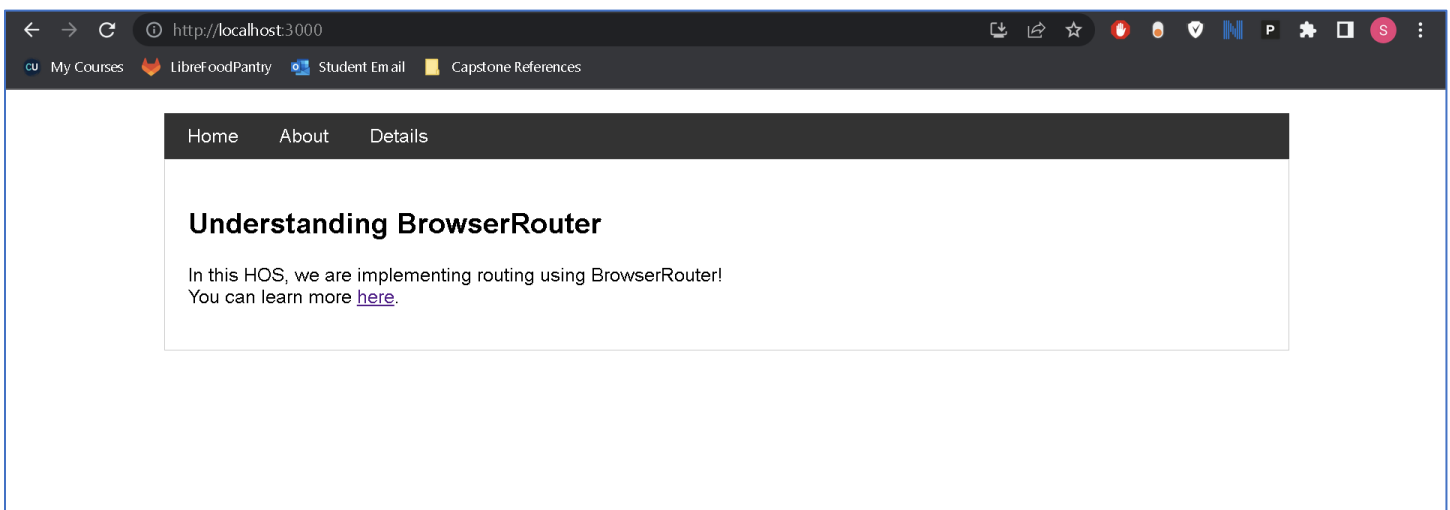 http://localhost:3000
P
S
CU My Courses LibreFoodPantry Student Email Capstone References
Home About Details
Understanding BrowserRouter
In this HOS, we are implementing routing using BrowserRouter!
You can learn more here.